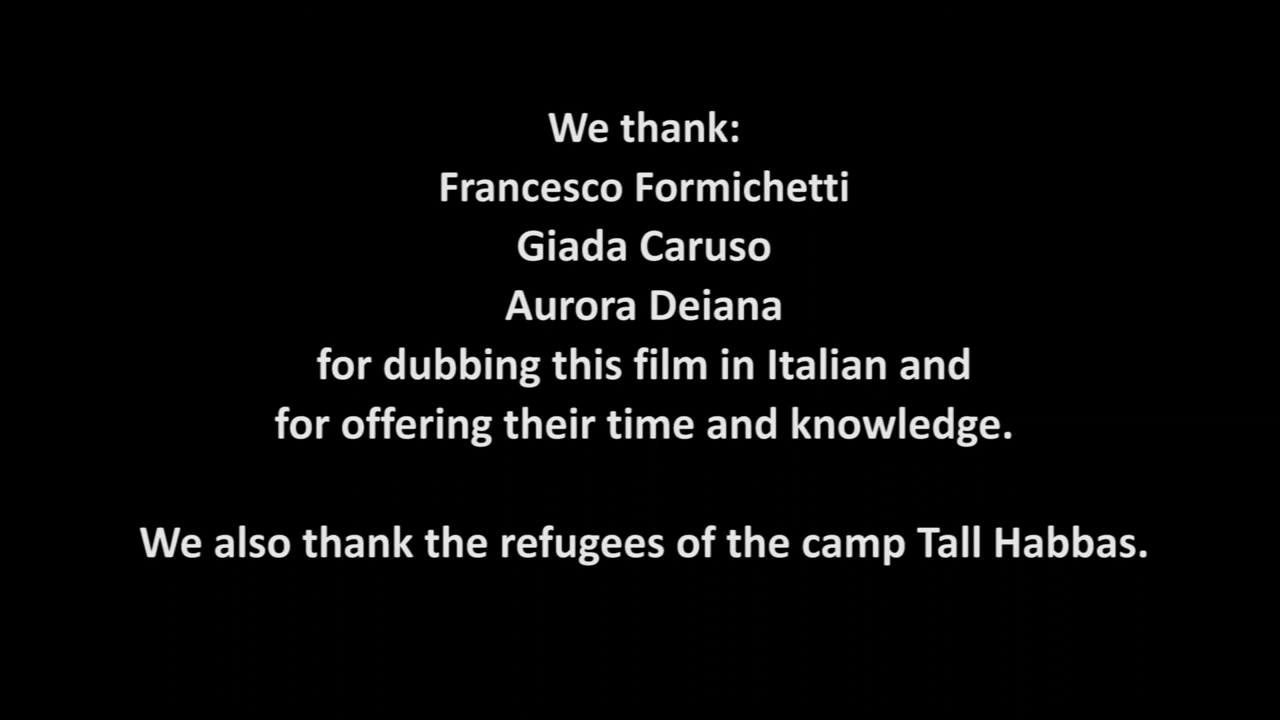 We thank:
Francesco Formichetti
Giada Caruso
Aurora Deiana
for dubbing this film in Italian and
for offering their time and knowledge.
We also thank the refugees of the camp Tall Habbas.